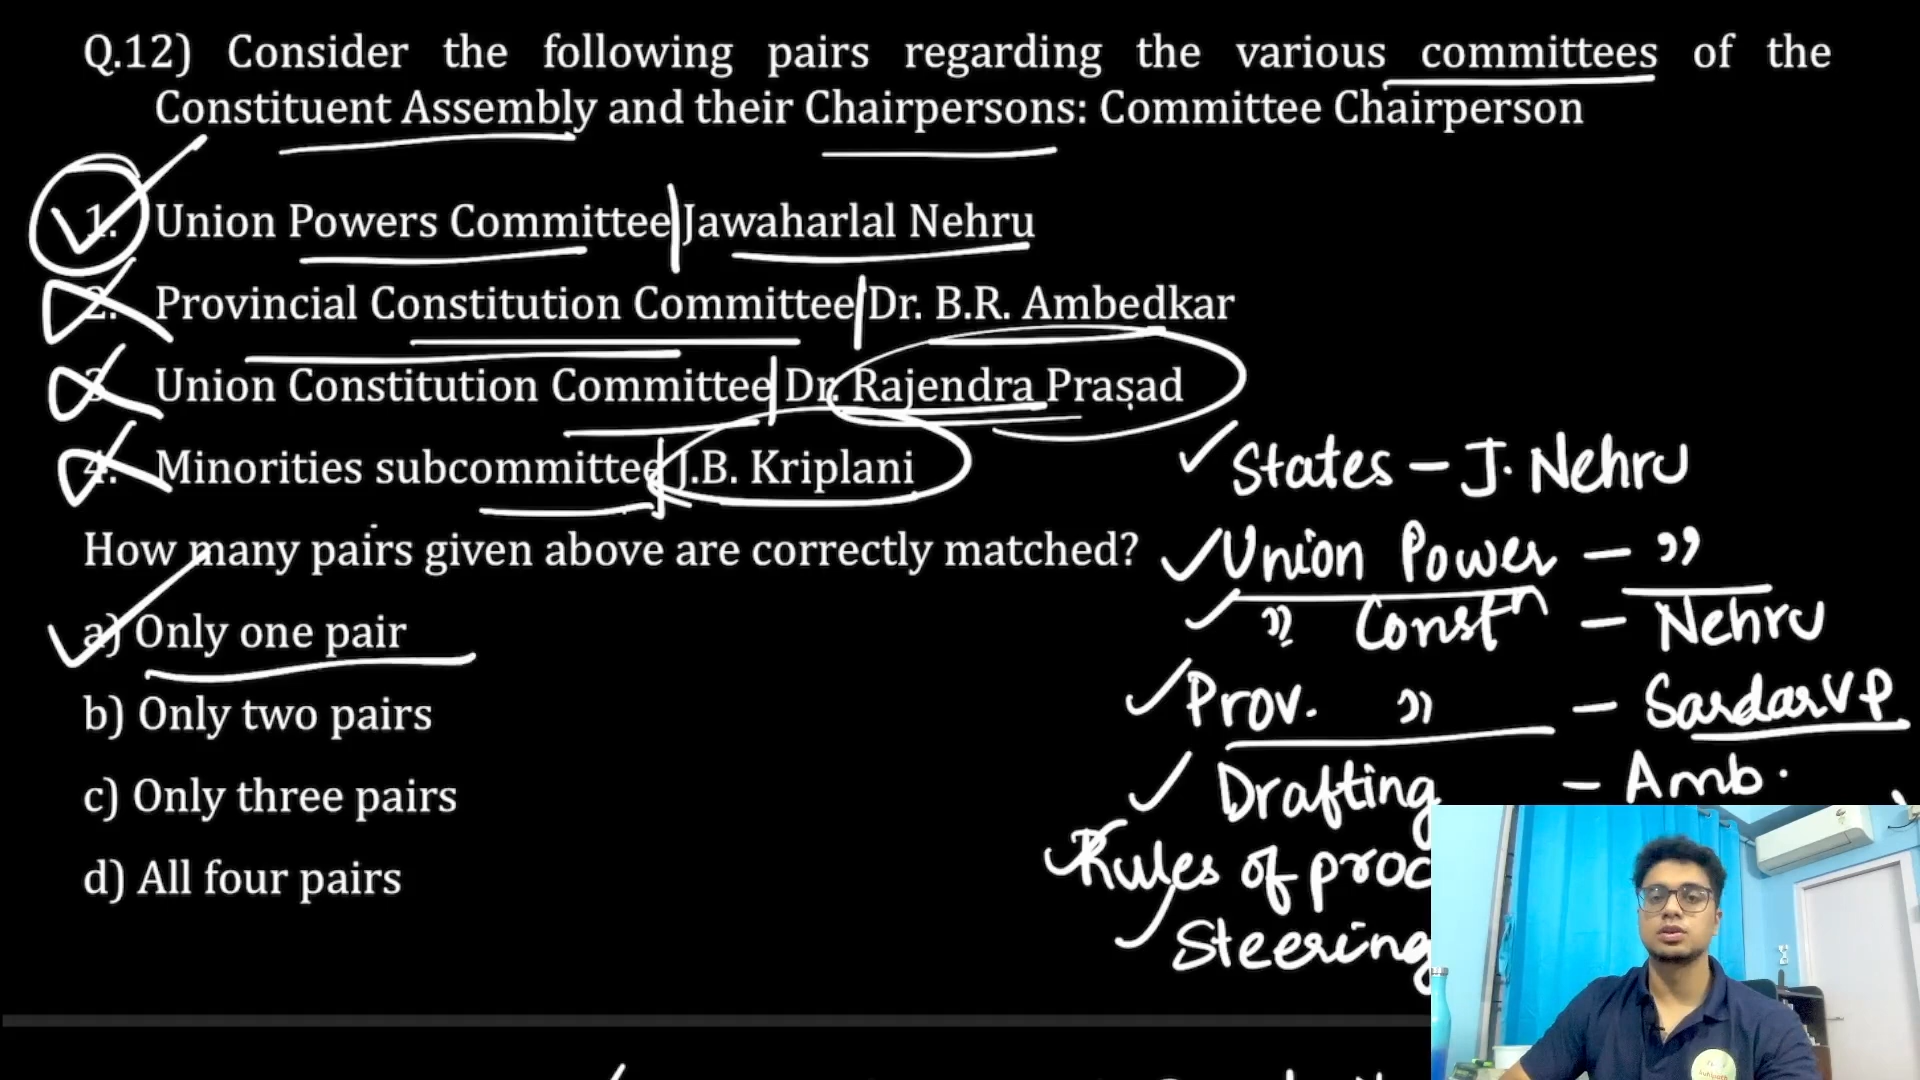 Q.12) Consider the following pairs regarding the various committees of the
Constituent Assembly and their Chairpersons: Committee Chairperson
1. Union Powers Committee Jawaharlal Nehru
2. Provincial Constitution Committee Dr. B.R. Ambedkar
3. Union Constitution Committee Dr. Rajendra Prasad
4. Minorities subcommittee J.B. Kriplani
How many pairs given above are correctly matched?
a) Only one pair
b) Only two pairs
c) Only three pairs
d) All four pairs
States - J. Nehru
Union Power - "
" Constn - Nehru
Prov. " - Sardar VP
Drafting - Amb.
Rules of proc
Steering